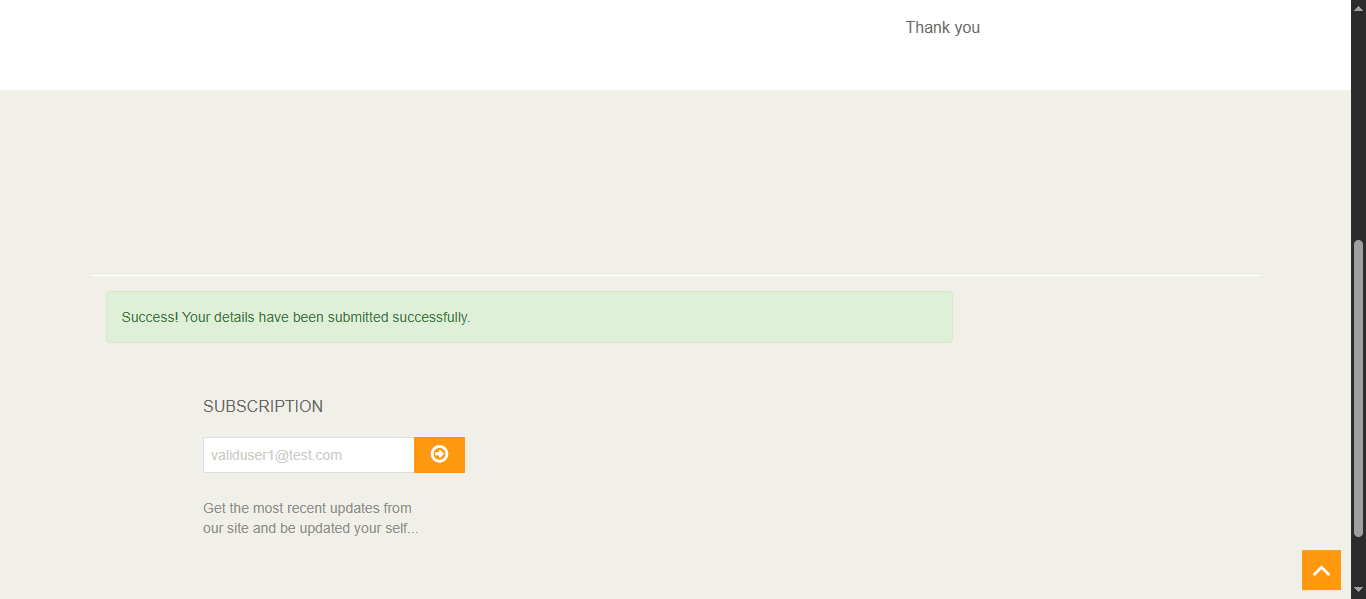 Thank you
Success! Your details have been submitted successfully.
SUBSCRIPTION
validuser1@test.com
Get the most recent updates from
our site and be updated your self...